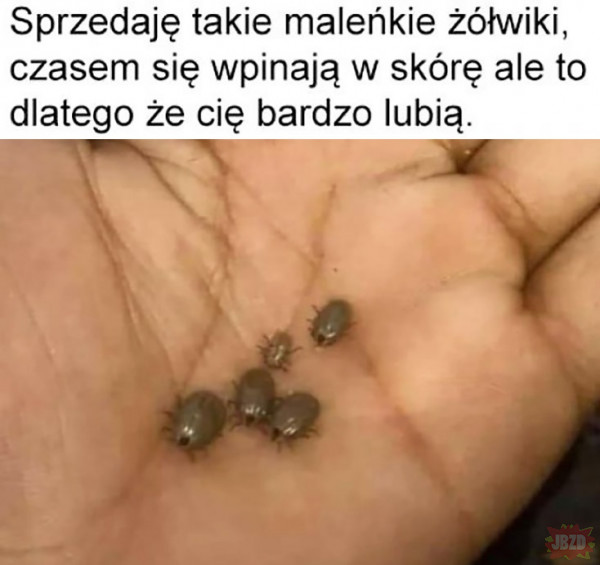 Sprzedaję takie maleńkie żółwiki,
czasem się wpinają w skórę ale to
dlatego że cię bardzo lubią.
JBZD